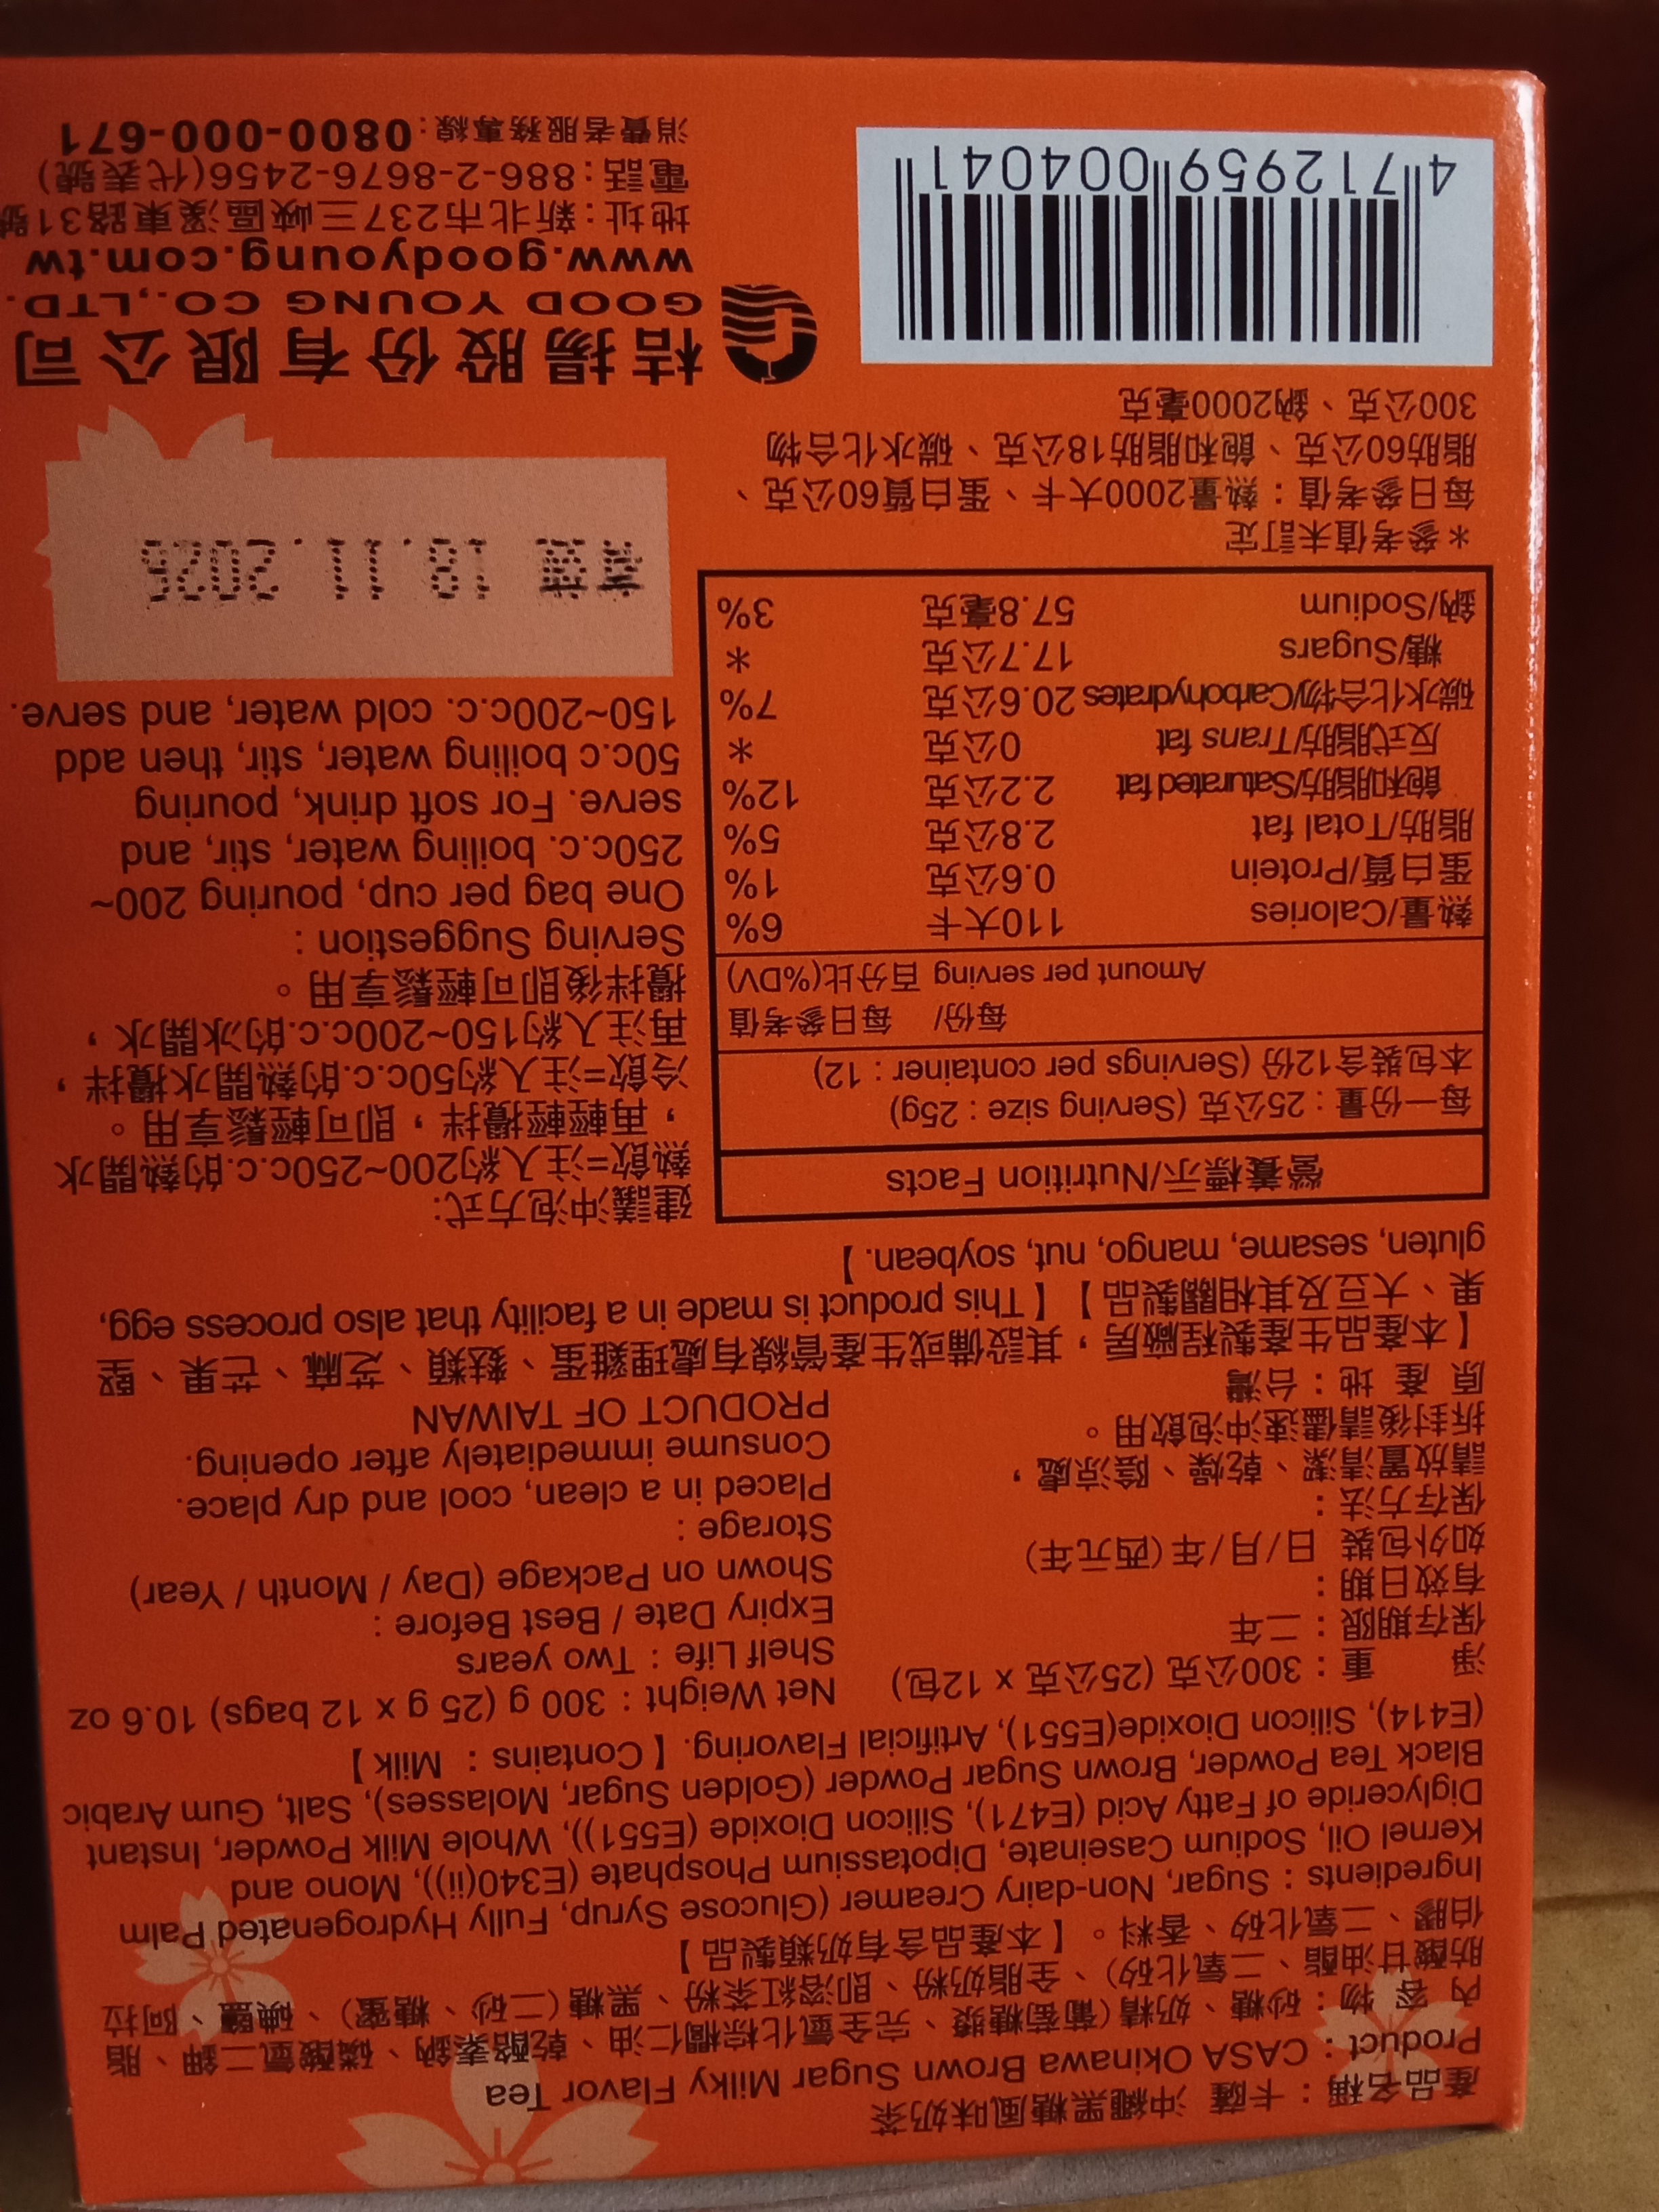 產品名稱：卡薩 沖繩黑糖風味奶茶
Product：CASA Okinawa Brown Sugar Milky Flavor Tea
內 容 物：砂糖、奶精(葡萄糖漿、完全氫化棕櫚仁油、乾酪素鈉、磷酸氫二鉀、脂
肪酸甘油酯、二氧化矽)、全脂奶粉、即溶紅茶粉、黑糖(二砂、糖蜜)、碘鹽、阿拉
伯膠、二氧化矽、香料。【本產品含有奶類製品】
Ingredients：Sugar, Non-dairy Creamer (Glucose Syrup, Fully Hydrogenated Palm
Kernel Oil, Sodium Caseinate, Dipotassium Phosphate (E340(ii)), Mono and
Diglyceride of Fatty Acid (E471), Silicon Dioxide (E551)), Whole Milk Powder, Instant
Black Tea Powder, Brown Sugar Powder (Golden Sugar, Molasses), Salt, Gum Arabic
(E414), Silicon Dioxide(E551), Artificial Flavoring.【Contains：Milk】
淨 重：300公克 (25公克 x 12包)
保存期限：二年
有效日期：
如外包裝 日/月/年(西元年)
保存方法：
請放置清潔、乾燥、陰涼處，
拆封後請儘速沖泡飲用。
原 產 地：台灣
Net Weight：300 g (25 g x 12 bags) 10.6 oz
Shelf Life：Two years
Expiry Date / Best Before：
Shown on Package (Day / Month / Year)
Storage：
Placed in a clean, cool and dry place.
Consume immediately after opening.
PRODUCT OF TAIWAN
【本產品生產製程廠房，其設備或生產管線有處理雞蛋、麩類、芝麻、芒果、堅
果、大豆及其相關製品】【This product is made in a facility that also process egg,
gluten, sesame, mango, nut, soybean.】
營養標示/Nutrition Facts
每一份量：25公克 (Serving size：25g)
本包裝含12份 (Servings per container：12)
每份/ 每日參考值
Amount per serving 百分比(%DV)
熱量/Calories 110大卡 6%
蛋白質/Protein 0.6公克 1%
脂肪/Total fat 2.8公克 5%
飽和脂肪/Saturated fat 2.2公克 12%
反式脂肪/Trans fat 0公克 *
碳水化合物/Carbohydrates 20.6公克 7%
糖/Sugars 17.7公克 *
鈉/Sodium 57.8毫克 3%
*參考值未訂定
每日參考值：熱量2000大卡、蛋白質60公克、
脂肪60公克、飽和脂肪18公克、碳水化合物
300公克、鈉2000毫克
4 712959 004041
建議沖泡方式:
熱飲=注入約200~250c.c.的熱開水
，再輕輕攪拌，即可輕鬆享用。
冷飲=注入約50c.c.的熱開水攪拌，
再注入約150~200c.c.的冰開水，
攪拌後即可輕鬆享用。
Serving Suggestion：
One bag per cup, pouring 200~
250c.c. boiling water, stir, and
serve. For soft drink, pouring
50c.c boiling water, stir, then add
150~200c.c. cold water, and serve.
桔揚股份有限公司
GOOD YOUNG CO.,LTD.
www.goodyoung.com.tw
地址：新北市237三峽區溪東路31號
電話：886-2-8676-2456(代表號)
消費者服務專線：0800-000-671